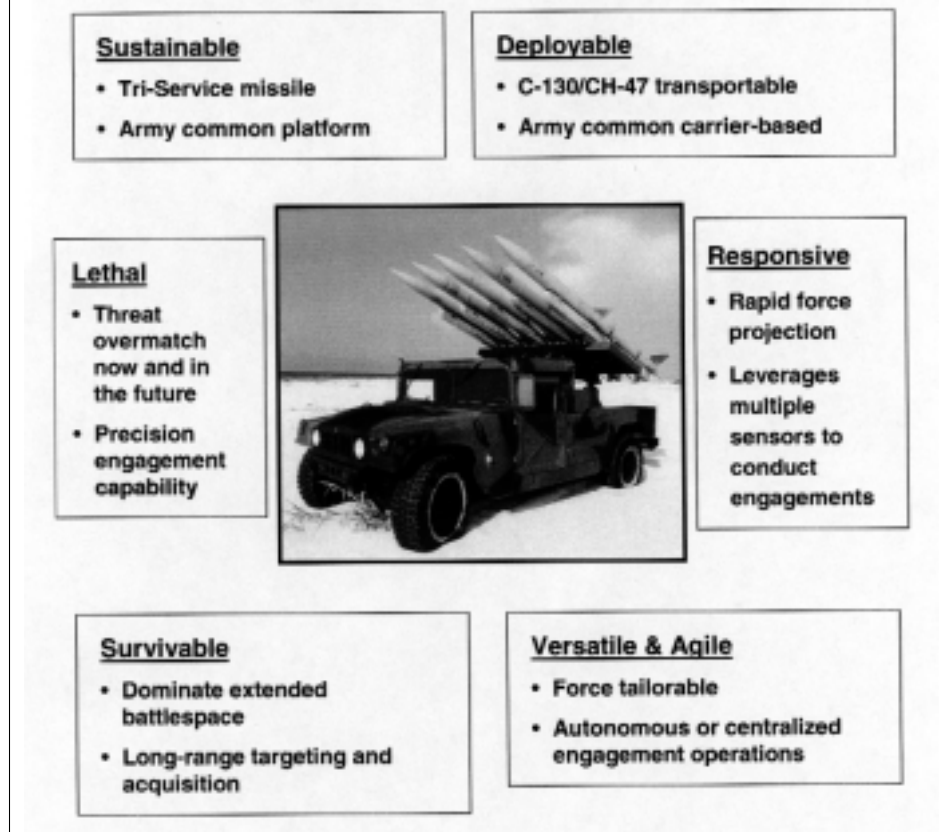 Sustainable
• Tri-Service missile
• Army common platform
Deployable
• C-130/CH-47 transportable
• Army common carrier-based
Lethal
• Threat
overmatch
now and in
the future
• Precision
engagement
capability
Responsive
• Rapid force
projection
• Leverages
multiple
sensors to
conduct
engagements
Survivable
• Dominate extended
battlespace
• Long-range targeting and
acquisition
Versatile & Agile
• Force tailorable
• Autonomous or centralized
engagement operations